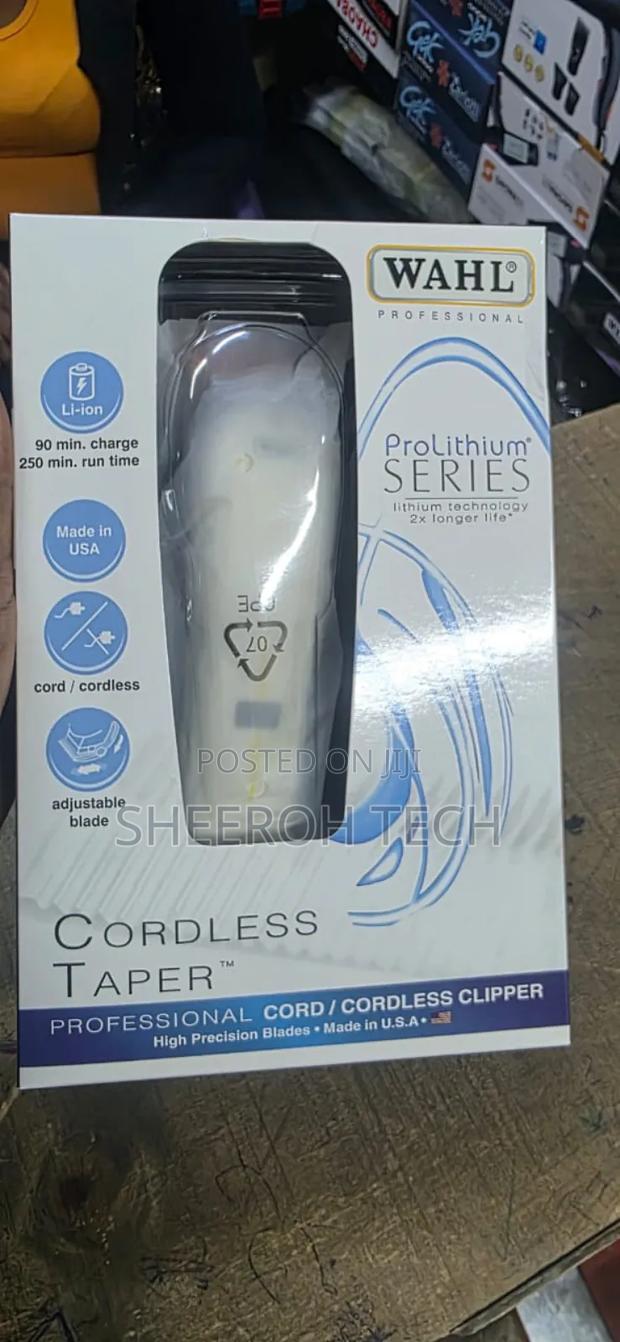 WAHL®
PROFESSIONAL
ProLithium®
SERIES
lithium technology
2x longer life*
Li-ion
90 min. charge
250 min. run time
Made in
USA
cord / cordless
adjustable
blade
CPE
07
POSTED ON JIJI
SHEEROH TECH
CORDLESS
TAPER™
PROFESSIONAL CORD / CORDLESS CLIPPER
High Precision Blades • Made in U.S.A*